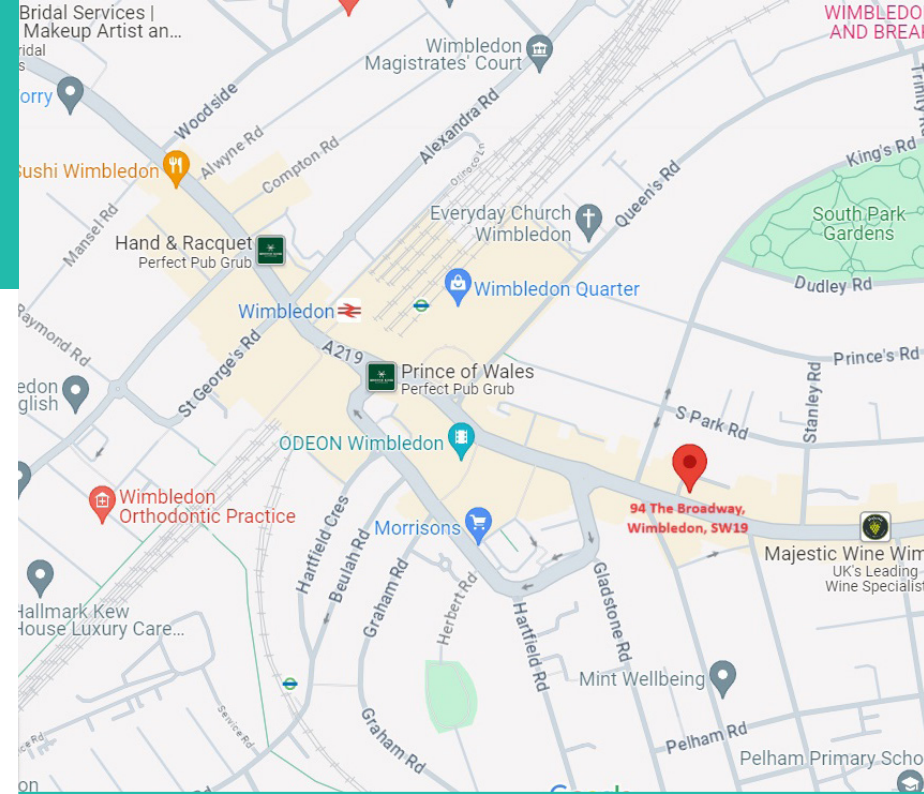 Bridal Services |
Makeup Artist an...
WIMBLEDO
AND BREA
Wimbledon
Magistrates' Court
orry
Woodside
Alwyne Rd
Compton Rd
Alexandra Rd
Trinity R
King's Rd
Sushi Wimbledon
Mansel Rd
Everyday Church
Wimbledon
Queen's Rd
South Park
Gardens
Hand & Racquet
Perfect Pub Grub
Dudley Rd
Wimbledon Quarter
Wimbledon
Raymond Rd
St George's Rd
A219
Prince's Rd
Prince of Wales
Perfect Pub Grub
edon
glish
Stanley Rd
S Park Rd
ODEON Wimbledon
94 The Broadway,
Wimbledon, SW19
Wimbledon
Orthodontic Practice
Morrisons
Hartfield Cres
Beulah Rd
Graham Rd
Herbert Rd
Hartfield Rd
Gladstone Rd
Majestic Wine Wim
UK's Leading
Wine Specialist
Hallmark Kew
House Luxury Care...
Mint Wellbeing
Service Rd
Graham Rd
Pelham Rd
Pelham Primary Scho
on